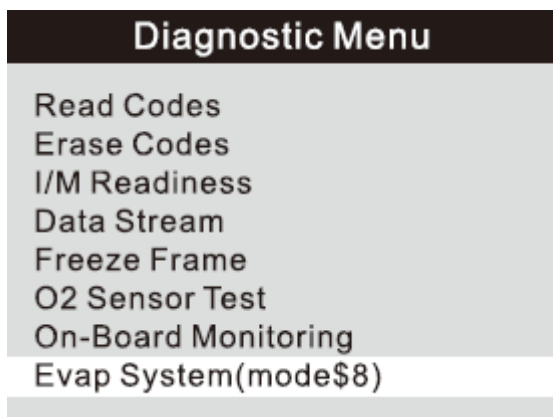 Diagnostic Menu
Read Codes
Erase Codes
I/M Readiness
Data Stream
Freeze Frame
O2 Sensor Test
On-Board Monitoring
Evap System(mode$8)